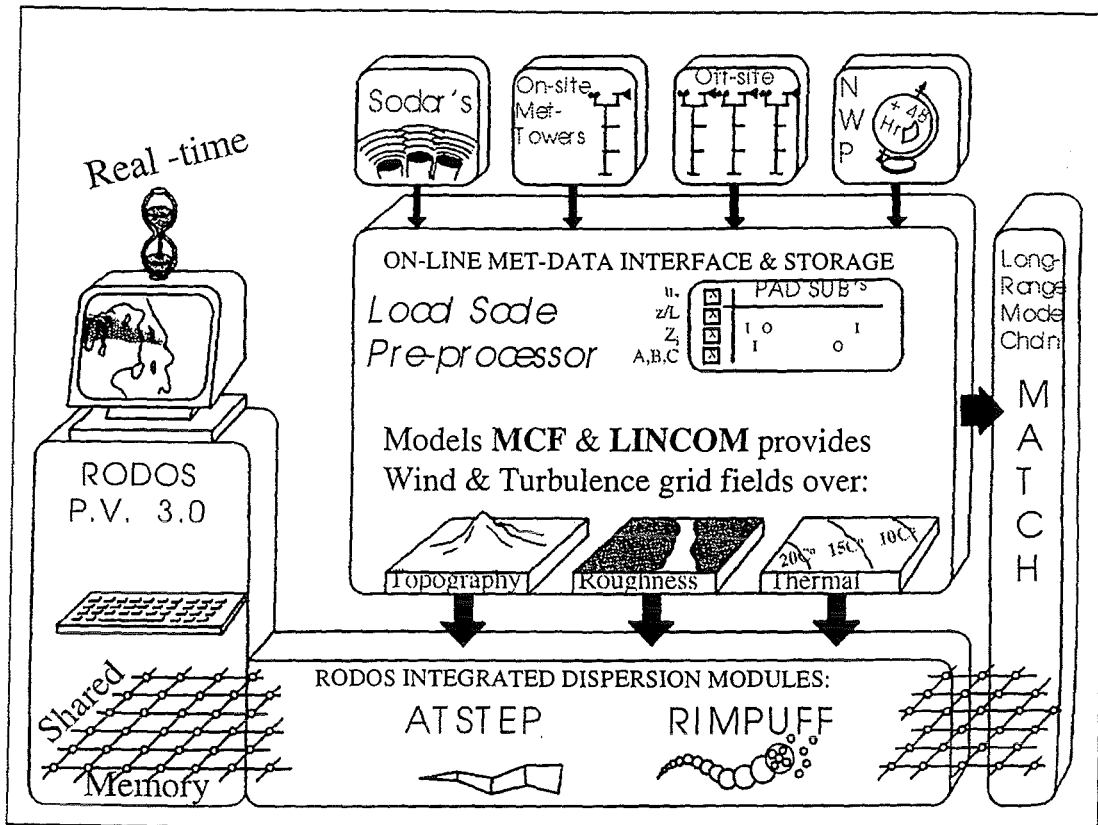 Sodar's
On-site
Met-
Towers
Off-site
N
W
P
+ 48
Hr
Real -time
ON-LINE MET-DATA INTERFACE & STORAGE
Local Scale
Pre-processor
u*
z/L
Zi
A,B,C
PAD SUB's
I O I
I O
Long-
Range
Model
Chain
M
A
T
C
H
Models MCF & LINCOM provides
Wind & Turbulence grid fields over:
RODOS
P.V. 3.0
Topography
Roughness
20C° 15C° 10C°
Thermal
Shared
Memory
RODOS INTEGRATED DISPERSION MODULES:
ATSTEP
RIMPUFF